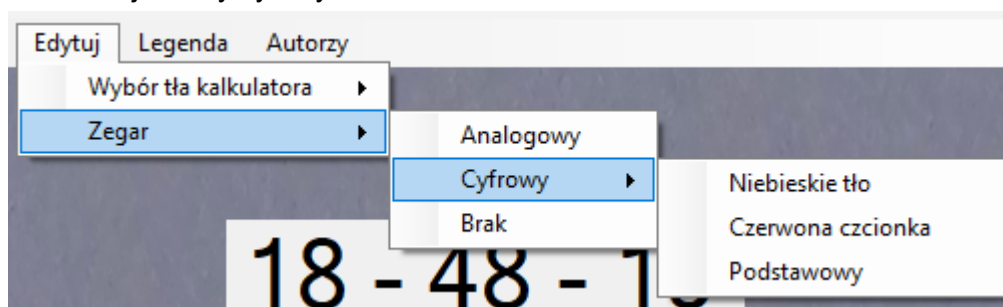 Edytuj Legenda Autorzy
Wybór tła kalkulatora
Zegar
Analogowy
Cyfrowy
Niebieskie tło
Brak
Czerwona czcionka
Podstawowy
18 - 48 -